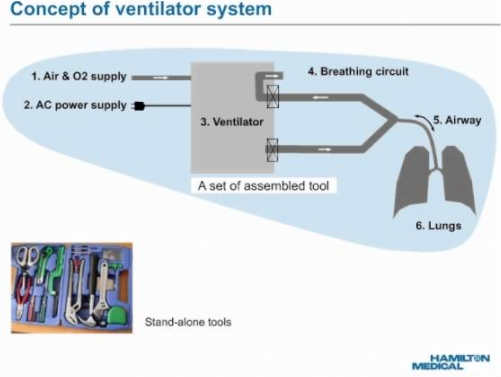 Concept of ventilator system
1. Air & O2 supply
2. AC power supply
3. Ventilator
4. Breathing circuit
5. Airway
6. Lungs
A set of assembled tool
Stand-alone tools
HAMILTON
MEDICAL